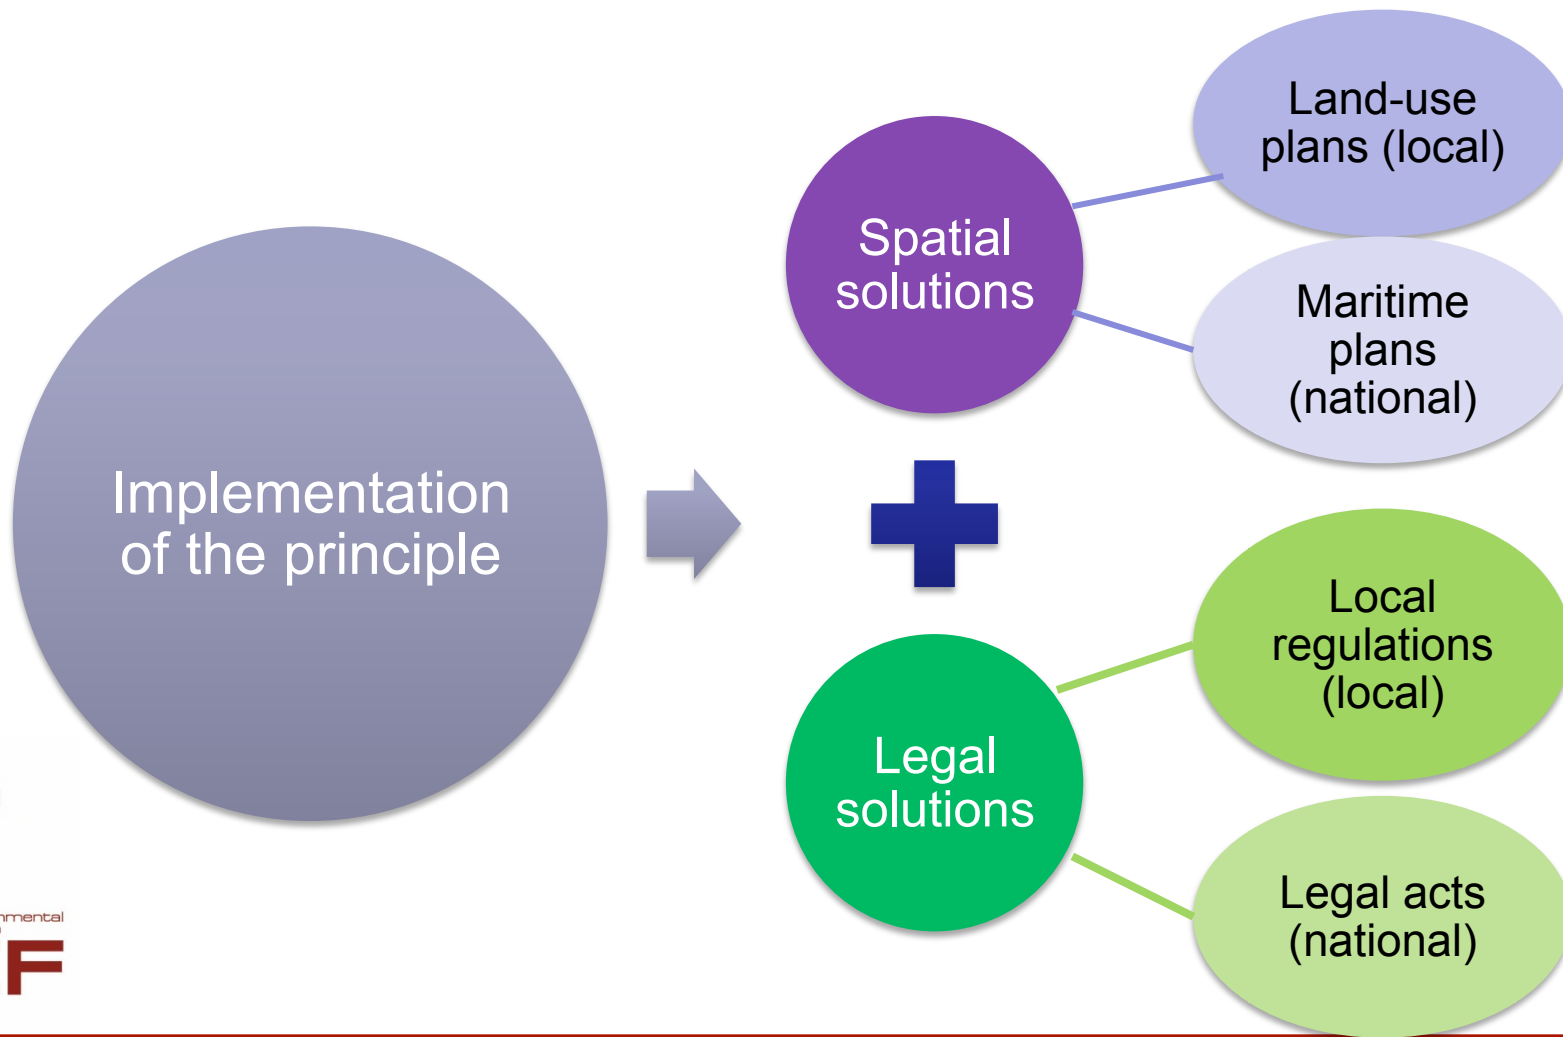 Implementation
of the principle
Spatial
solutions
Land-use
plans (local)
Maritime
plans
(national)
Legal
solutions
Local
regulations
(local)
Legal acts
(national)
F